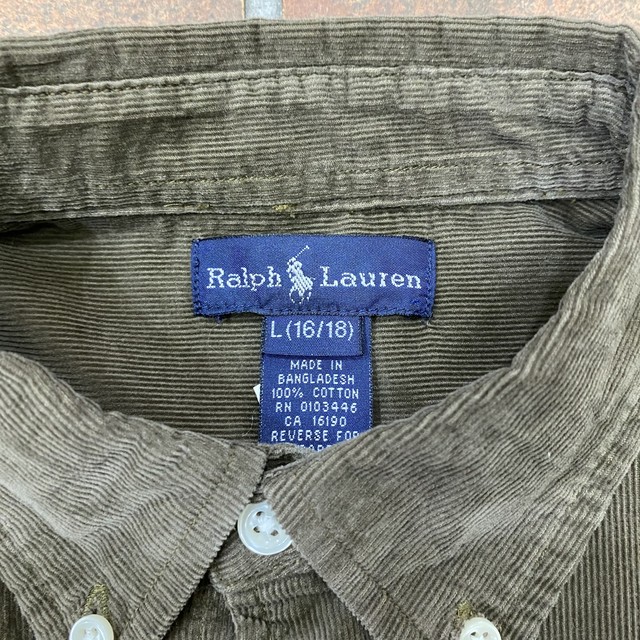 Ralph Lauren
L (16/18)
MADE IN
BANGLADESH
100% COTTON
RN 0103446
CA 16190
REVERSE FOR